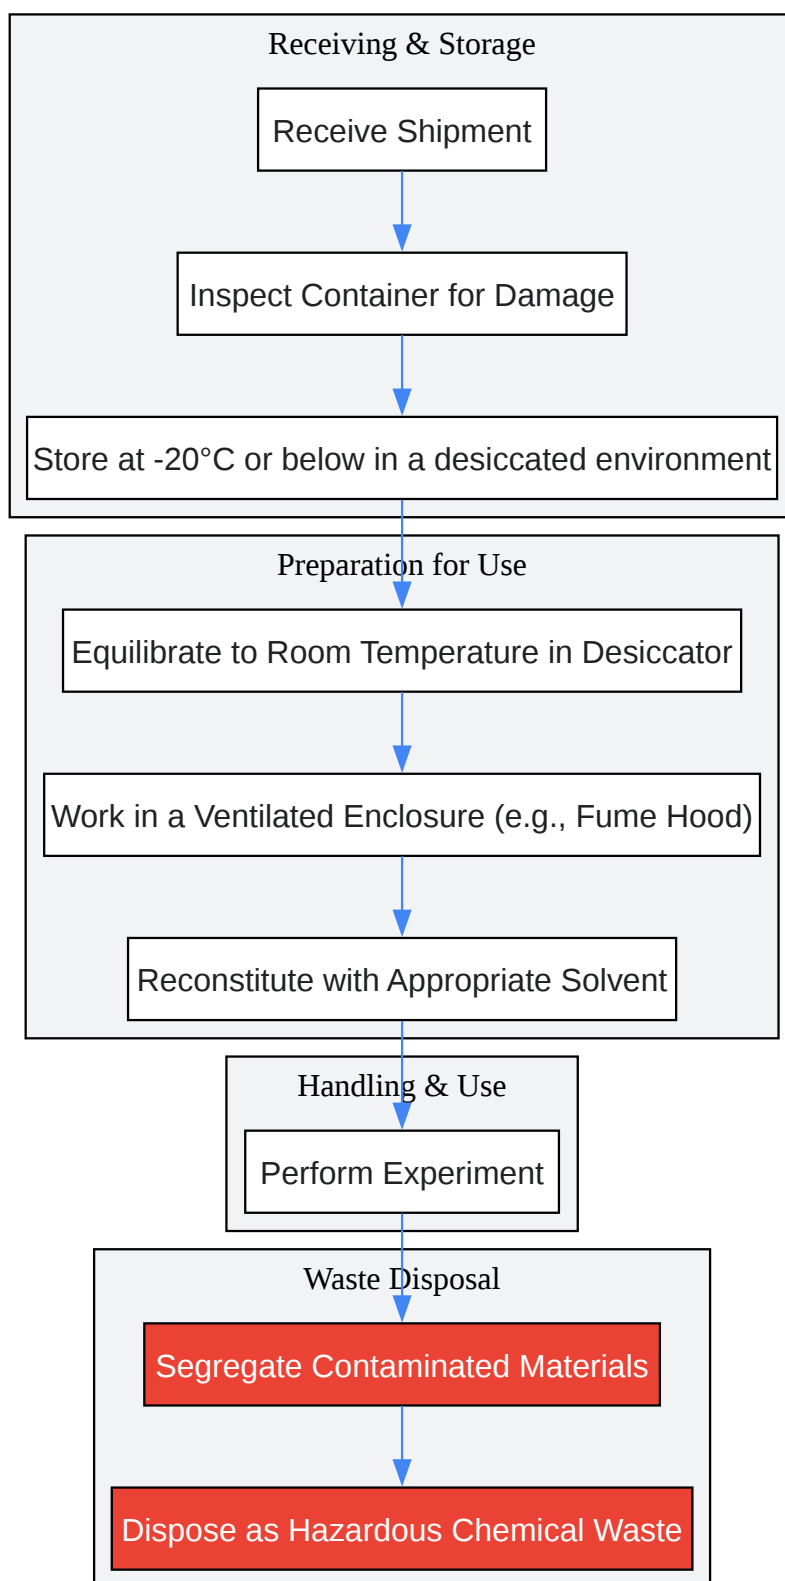 Receiving & Storage
Receive Shipment
Inspect Container for Damage
Store at -20°C or below in a desiccated environment
Preparation for Use
Equilibrate to Room Temperature in Desiccator
Work in a Ventilated Enclosure (e.g., Fume Hood)
Reconstitute with Appropriate Solvent
Handling & Use
Perform Experiment
Waste Disposal
Segregate Contaminated Materials
Dispose as Hazardous Chemical Waste